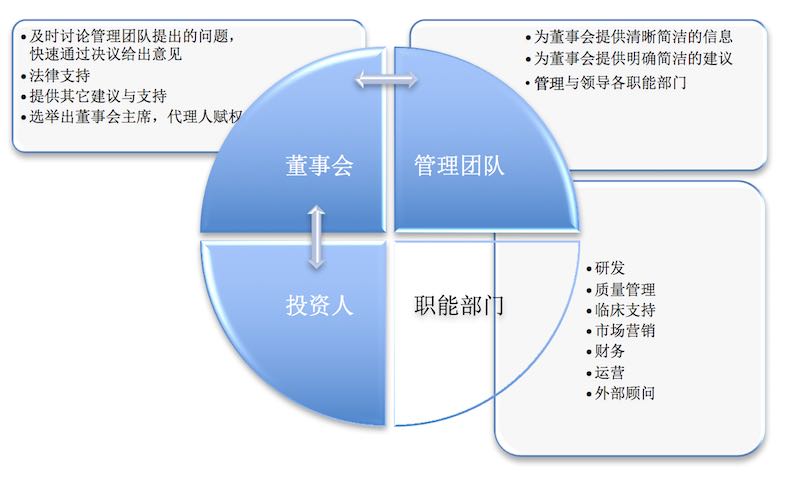 及时讨论管理团队提出的问题，
快速通过决议给出意见
法律支持
提供其它建议与支持
选举出董事会主席，代理人赋权
为董事会提供清晰简洁的信息
为董事会提供明确简洁的建议
管理与领导各职能部门
董事会
管理团队
投资人
职能部门
研发
质量管理
临床支持
市场营销
财务
运营
外部顾问